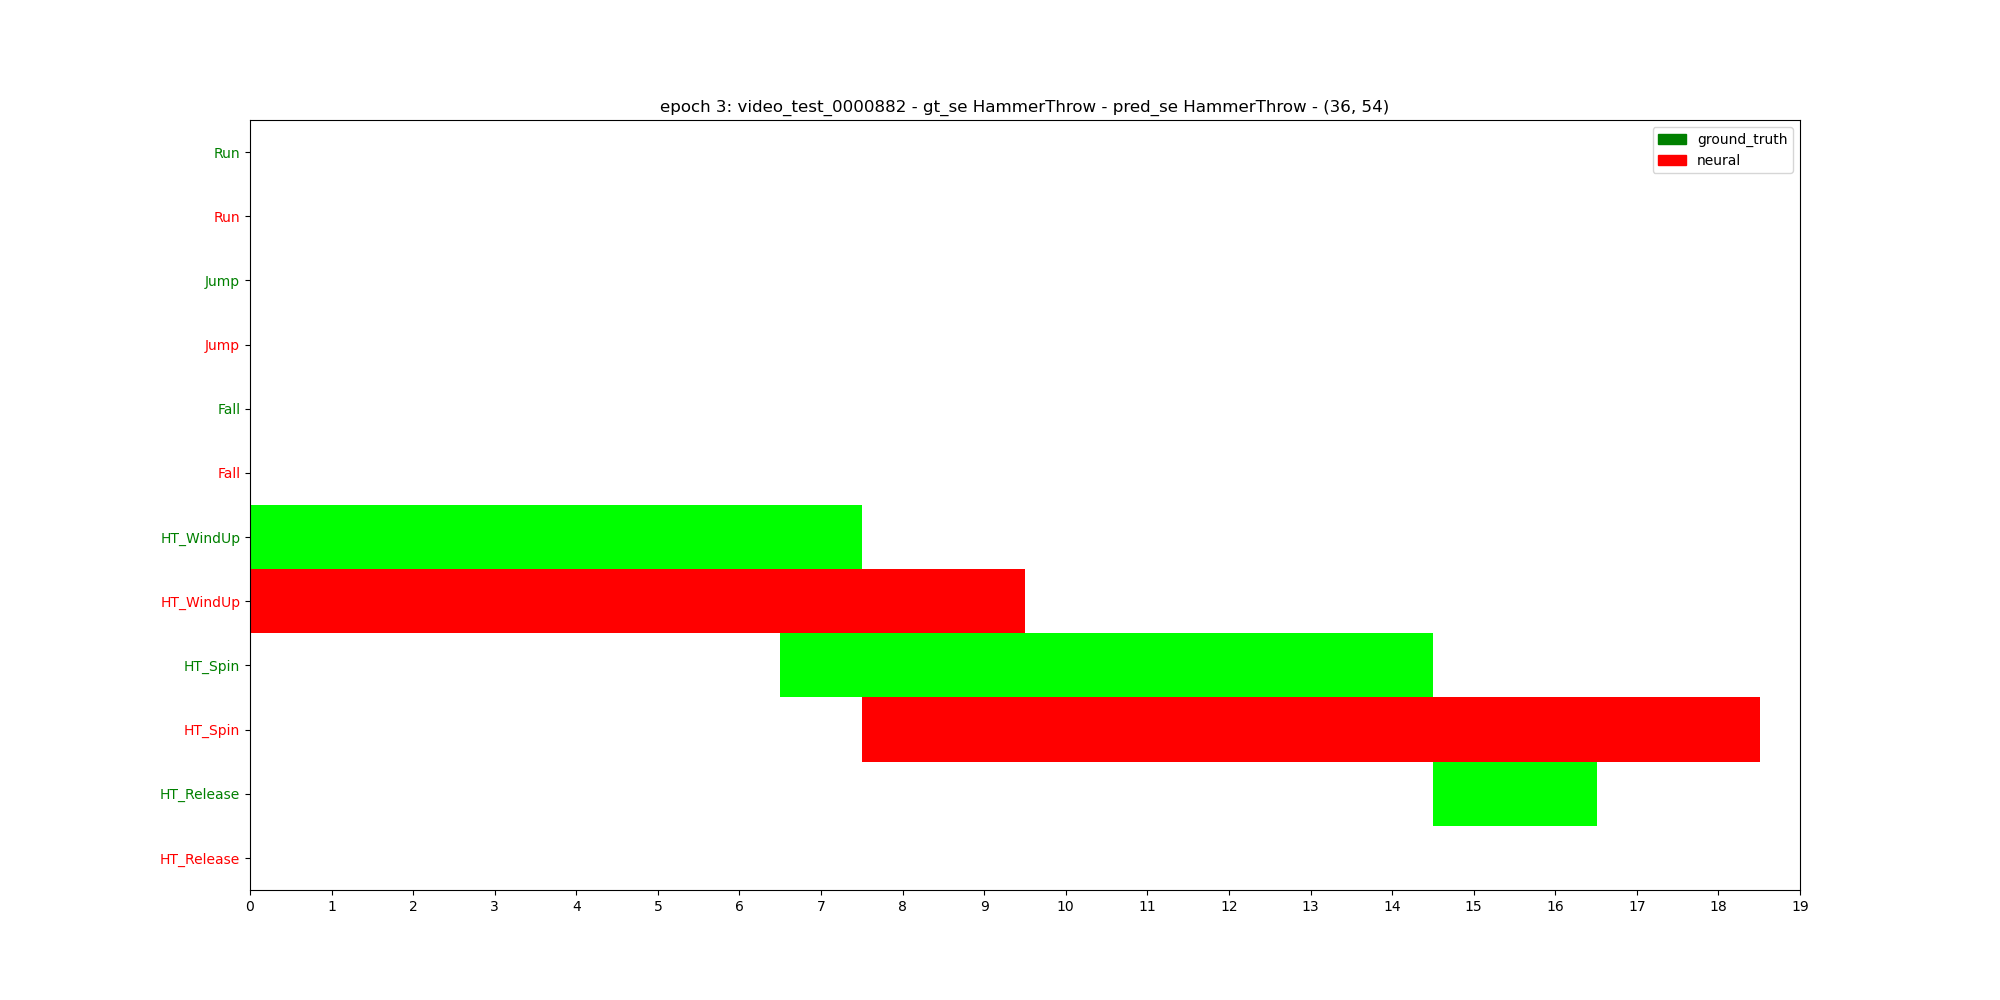 epoch 3: video_test_0000882 - gt_se HammerThrow - pred_se HammerThrow - (36, 54)
ground_truth
neural
Run
Run
Jump
Jump
Fall
Fall
HT_WindUp
HT_WindUp
HT_Spin
HT_Spin
HT_Release
HT_Release
0 1 2 3 4 5 6 7 8 9 10 11 12 13 14 15 16 17 18 19